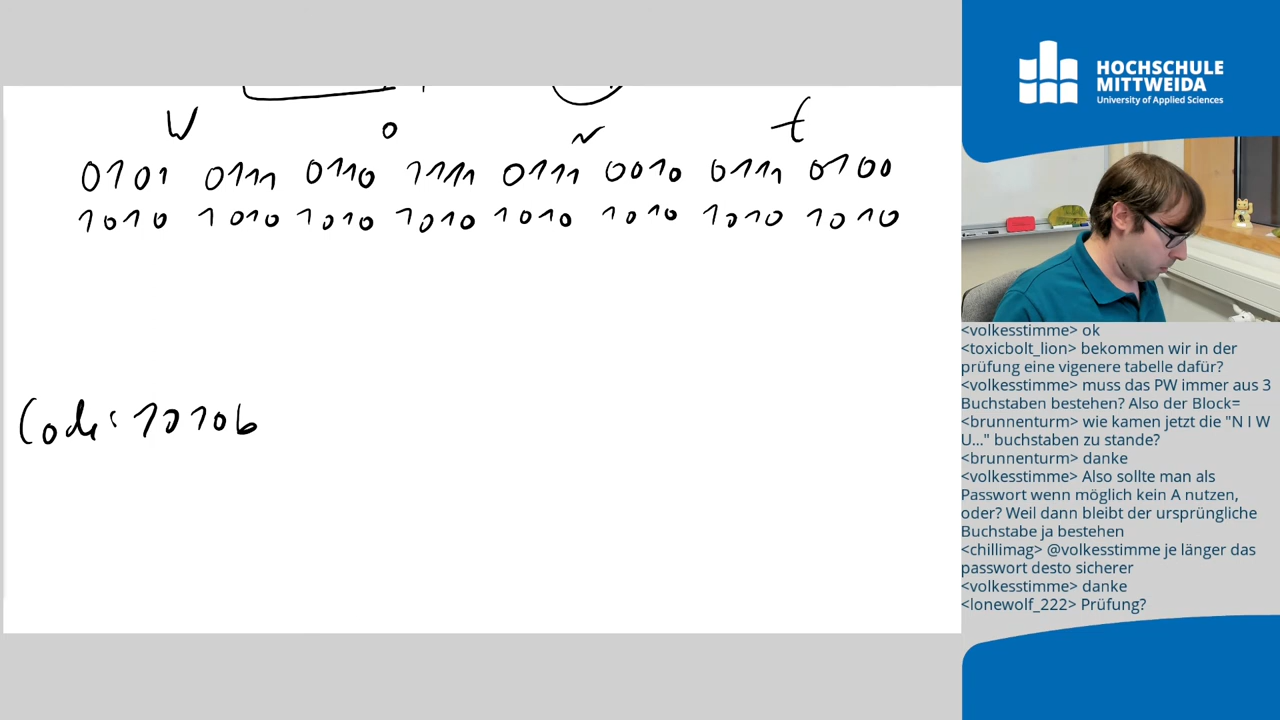 W o r t
0101 0111 0110 1111 0111 0010 0111 0100
1010 1010 1010 1010 1010 1010 1010 1010
Code: 1010b
HOCHSCHULE
MITTWEIDA
University of Applied Sciences
<volkesstimme> ok
<toxicbolt_lion> bekommen wir in der
prüfung eine vigenere tabelle dafür?
<volkesstimme> muss das PW immer aus 3
Buchstaben bestehen? Also der Block=
<brunnenturm> wie kamen jetzt die "N I W
U..." buchstaben zu stande?
<brunnenturm> danke
<volkesstimme> Also sollte man als
Passwort wenn möglich kein A nutzen,
oder? Weil dann bleibt der ursprüngliche
Buchstabe ja bestehen
<chillimag> @volkesstimme je länger das
passwort desto sicherer
<volkesstimme> danke
<lonewolf_222> Prüfung?